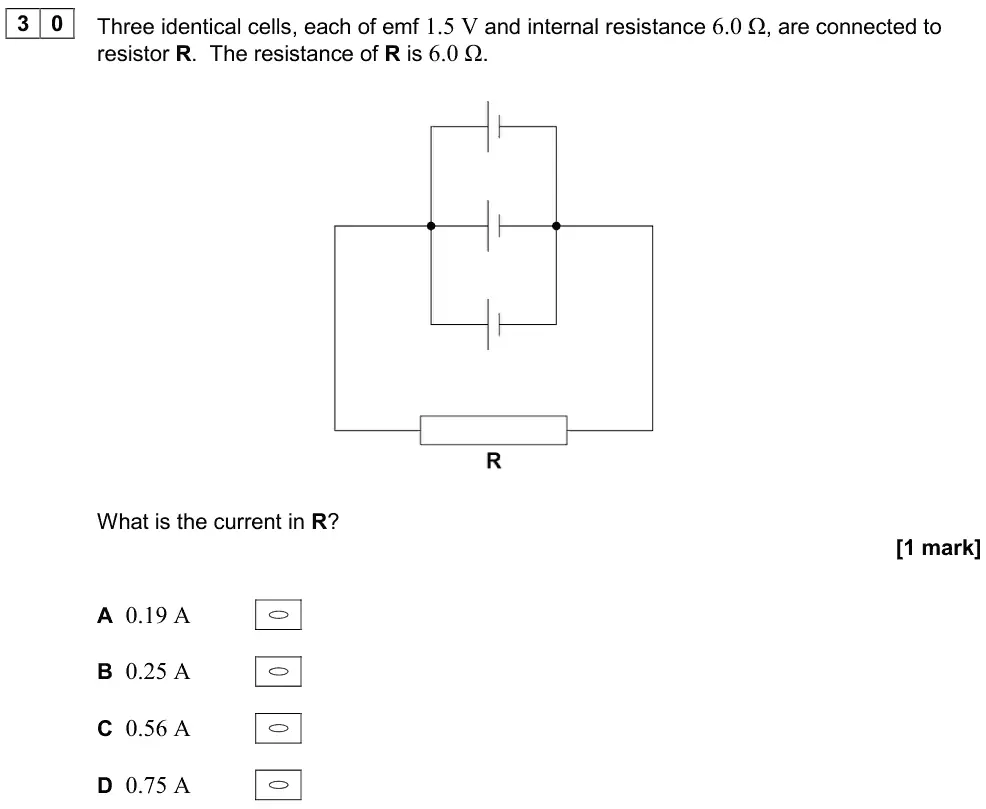 3 0 Three identical cells, each of emf 1.5 V and internal resistance 6.0 Ω, are connected to
resistor R. The resistance of R is 6.0 Ω.
R
What is the current in R?
[1 mark]
A 0.19 A
B 0.25 A
C 0.56 A
D 0.75 A